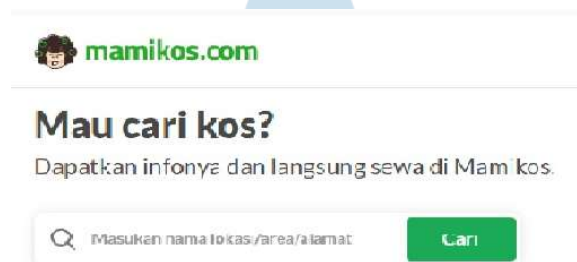 mamikos.com
Mau cari kos?
Dapatkan infonya dan langsung sewa di Mamikos.
Masukan nama lokasi/area/alamat
Cari